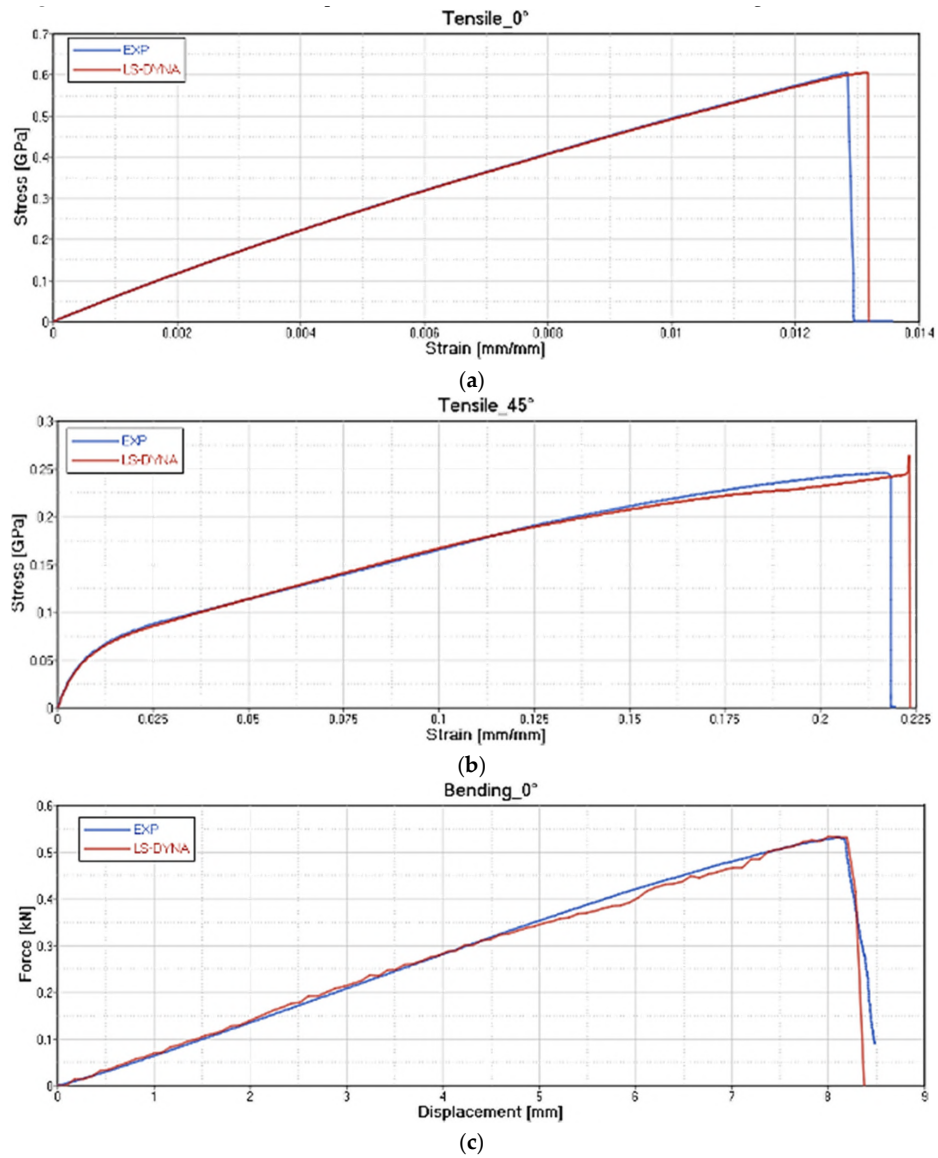 Tensile_0°
0.7
EXP
LS-DYNA
0.6
0.5
0.4
0.3
0.2
0.1
0
Stress [GPa]
0 0.002 0.004 0.006 0.008 0.01 0.012 0.014
Strain [mm/mm]
(a)
Tensile_45°
0.3
EXP
LS-DYNA
0.25
0.2
0.15
0.1
0.05
0
Stress [GPa]
0 0.025 0.05 0.075 0.1 0.125 0.15 0.175 0.2 0.225
Strain [mm/mm]
(b)
Bending_0°
0.6
EXP
LS-DYNA
0.5
0.4
0.3
0.2
0.1
0
Force [kN]
0 1 2 3 4 5 6 7 8 9
Displacement [mm]
(c)